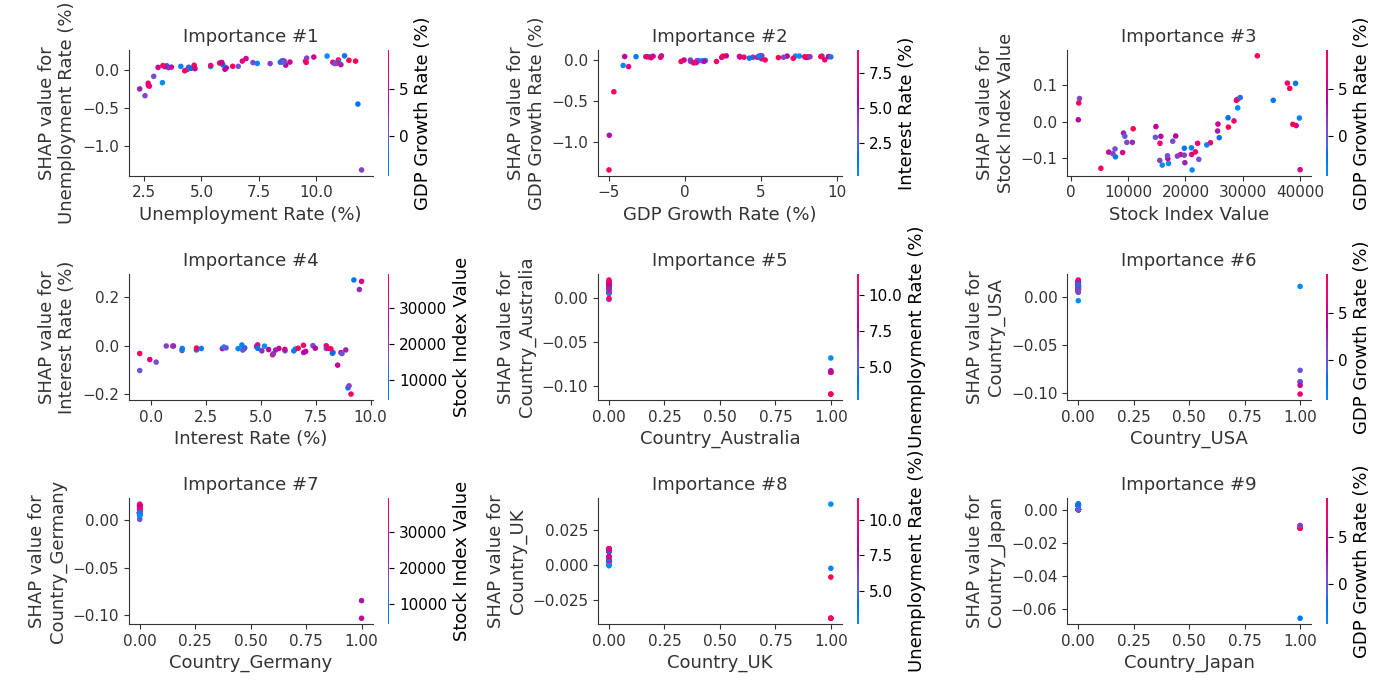 Importance #1
SHAP value for
Unemployment Rate (%)
0.0
−0.5
−1.0
2.5
5.0
7.5
10.0
Unemployment Rate (%)
5
0
GDP Growth Rate (%)
Importance #2
SHAP value for
GDP Growth Rate (%)
0.0
−0.5
−1.0
−5
0
5
10
GDP Growth Rate (%)
7.5
5.0
2.5
Interest Rate (%)
Importance #3
SHAP value for
Stock Index Value
0.1
0.0
−0.1
0
10000
20000
30000
40000
Stock Index Value
5
0
GDP Growth Rate (%)
Importance #4
SHAP value for
Interest Rate (%)
0.2
0.0
−0.2
0.0
2.5
5.0
7.5
10.0
Interest Rate (%)
30000
20000
10000
Stock Index Value
Importance #5
SHAP value for
Country_Australia
0.00
−0.05
−0.10
0.00
0.25
0.50
0.75
1.00
Country_Australia
10.0
7.5
5.0
Unemployment Rate (%)
Importance #6
SHAP value for
Country_USA
0.00
−0.05
−0.10
0.00
0.25
0.50
0.75
1.00
Country_USA
5
0
GDP Growth Rate (%)
Importance #7
SHAP value for
Country_Germany
0.00
−0.05
−0.10
0.00
0.25
0.50
0.75
1.00
Country_Germany
30000
20000
10000
Stock Index Value
Importance #8
SHAP value for
Country_UK
0.025
0.000
−0.025
0.00
0.25
0.50
0.75
1.00
Country_UK
10.0
7.5
5.0
Unemployment Rate (%)
Importance #9
SHAP value for
Country_Japan
0.00
−0.02
−0.04
−0.06
0.00
0.25
0.50
0.75
1.00
Country_Japan
5
0
GDP Growth Rate (%)